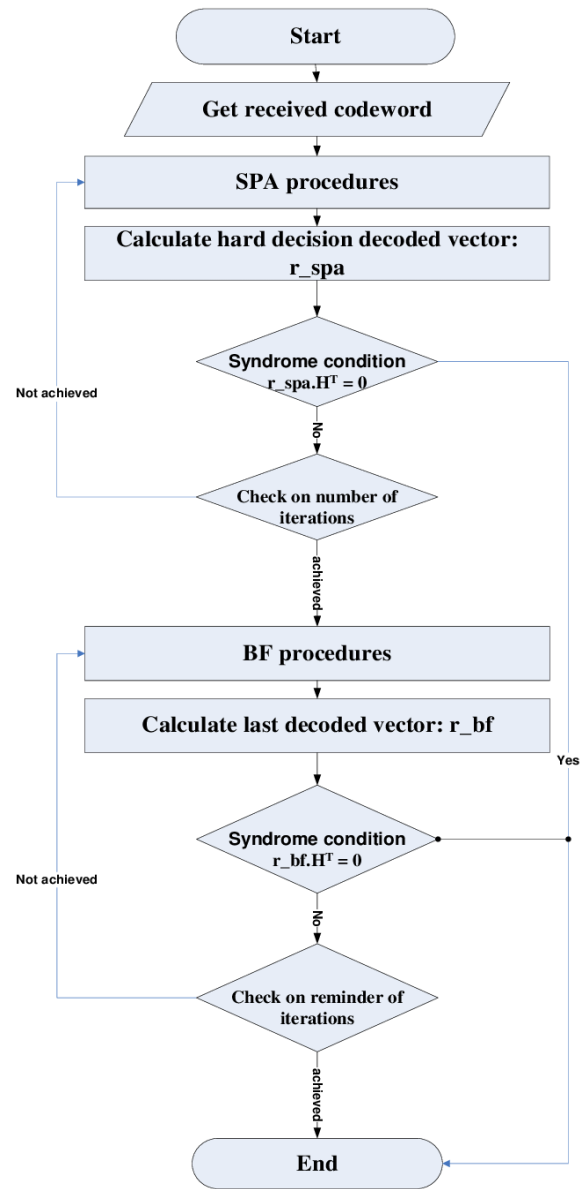 Start
Get received codeword
SPA procedures
Calculate hard decision decoded vector:
r_spa
Syndrome condition
r_spa.Hᵀ = 0
Not achieved
No
Check on number of
iterations
achieved
BF procedures
Calculate last decoded vector: r_bf
Yes
Syndrome condition
r_bf.Hᵀ = 0
Not achieved
No
Check on reminder of
iterations
achieved
End